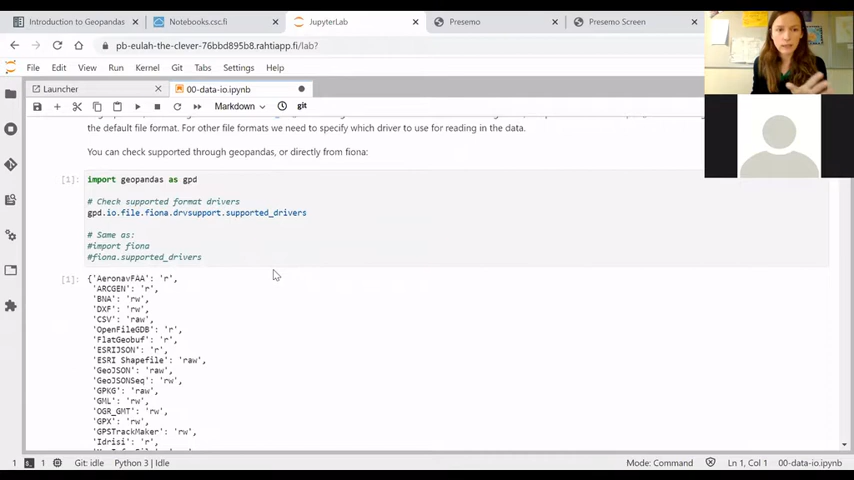 Introduction to Geopandas
Notebooks.csc.fi
JupyterLab
Presemo
Presemo Screen
pb-eulah-the-clever-76bbd895b8.rahtiapp.fi/lab?
File Edit View Run Kernel Git Tabs Settings Help
Launcher
00-data-io.ipynb
Markdown
git
the default file format. For other file formats we need to specify which driver to use for reading in the data.
You can check supported through geopandas, or directly from fiona:
[1]: import geopandas as gpd
# Check supported format drivers
gpd.io.file.fiona.drvsupport.supported_drivers
# Same as:
#import fiona
#fiona.supported_drivers
[1]: {'AeronavFAA': 'r',
'ARCGEN': 'r',
'BNA': 'rw',
'DXF': 'rw',
'CSV': 'raw',
'OpenFileGDB': 'r',
'FlatGeobuf': 'r',
'ESRIJSON': 'r',
'ESRI Shapefile': 'raw',
'GeoJSON': 'raw',
'GeoJSONSeq': 'rw',
'GPKG': 'raw',
'GML': 'rw',
'OGR_GMT': 'rw',
'GPX': 'rw',
'GPSTrackMaker': 'rw',
'Idrisi': 'r',
1 1 Git: idle Python 3 | Idle Mode: Command Ln 1, Col 1 00-data-io.ipynb